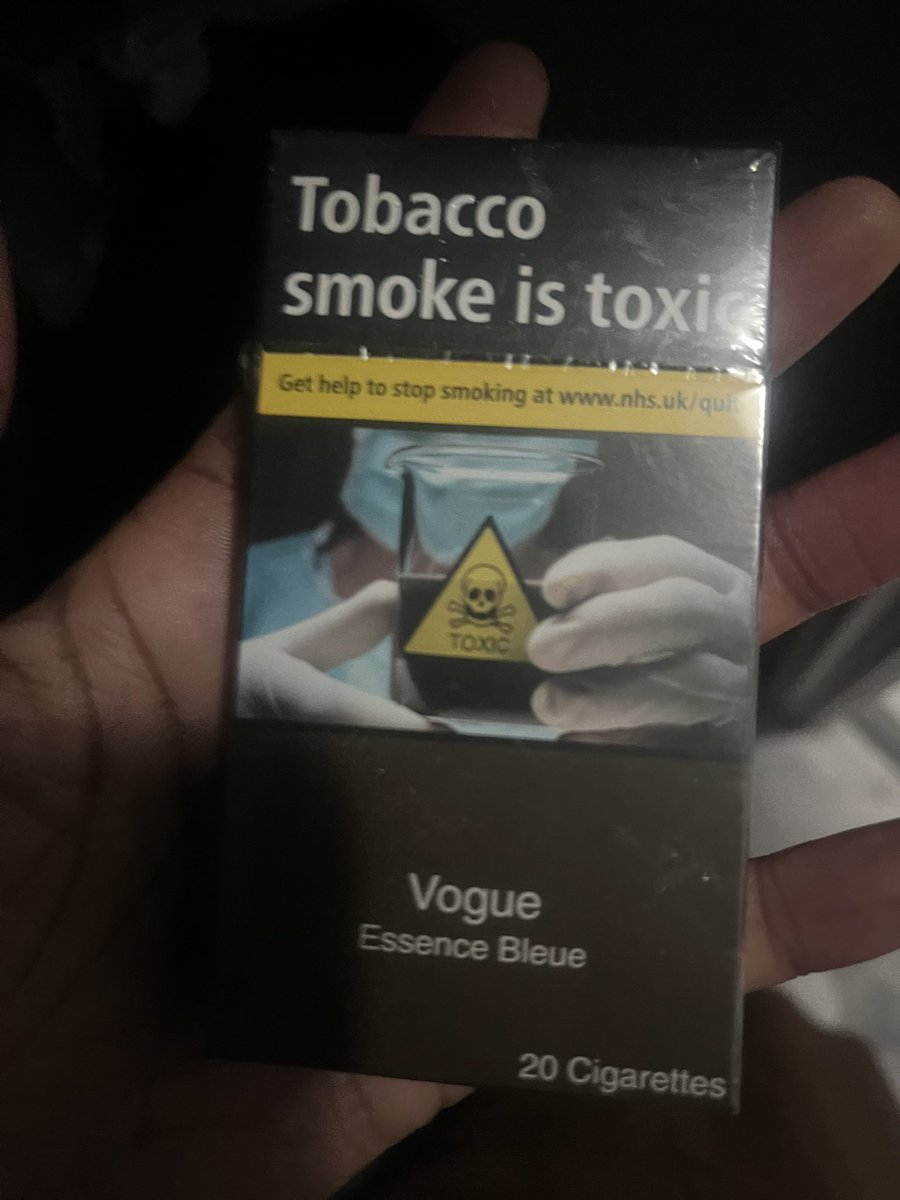 Tobacco
smoke is toxic
Get help to stop smoking at www.nhs.uk/quit
TOXIC
Vogue
Essence Bleue
20 Cigarettes